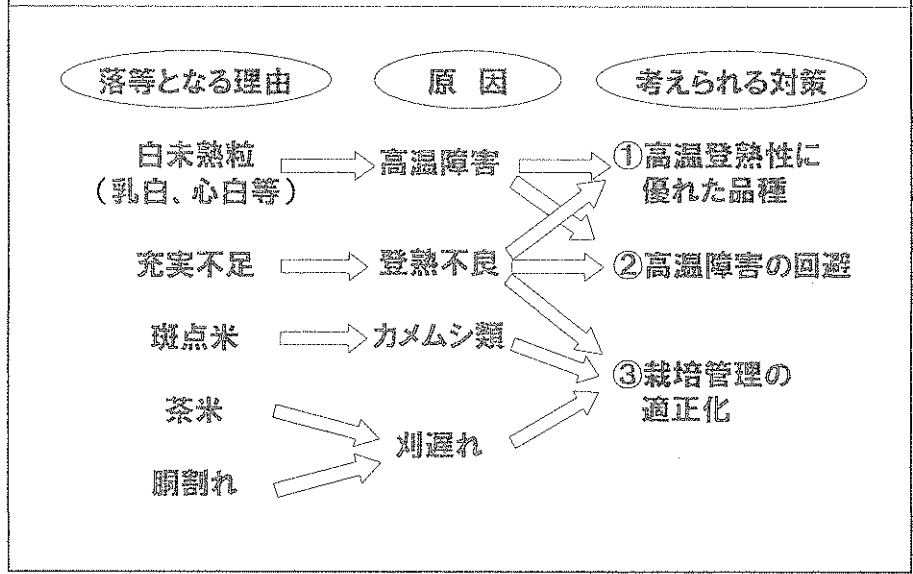 落等となる理由
原因
考えられる対策
白未熟粒
(乳白、心白等)
高温障害
①高温登熟性に
優れた品種
充実不足
登熟不良
②高温障害の回避
斑点米
カメムシ類
③栽培管理の
適正化
茶米
刈遅れ
胴割れ